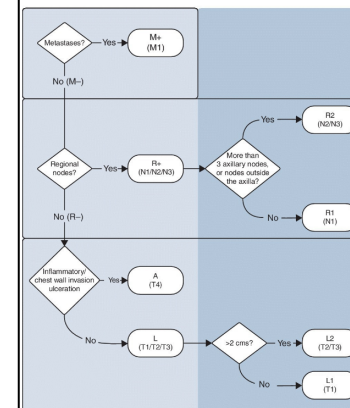 Metastases?
Yes
M+
(M1)
No (M–)
Regional
nodes?
Yes
R+
(N1/N2/N3)
More than
3 axillary nodes,
or nodes outside
the axilla?
Yes
R2
(N2/N3)
No
R1
(N1)
No (R–)
Inflammatory/
chest wall invasion
ulceration
Yes
A
(T4)
No
L
(T1/T2/T3)
>2 cms?
Yes
L2
(T2/T3)
No
L1
(T1)